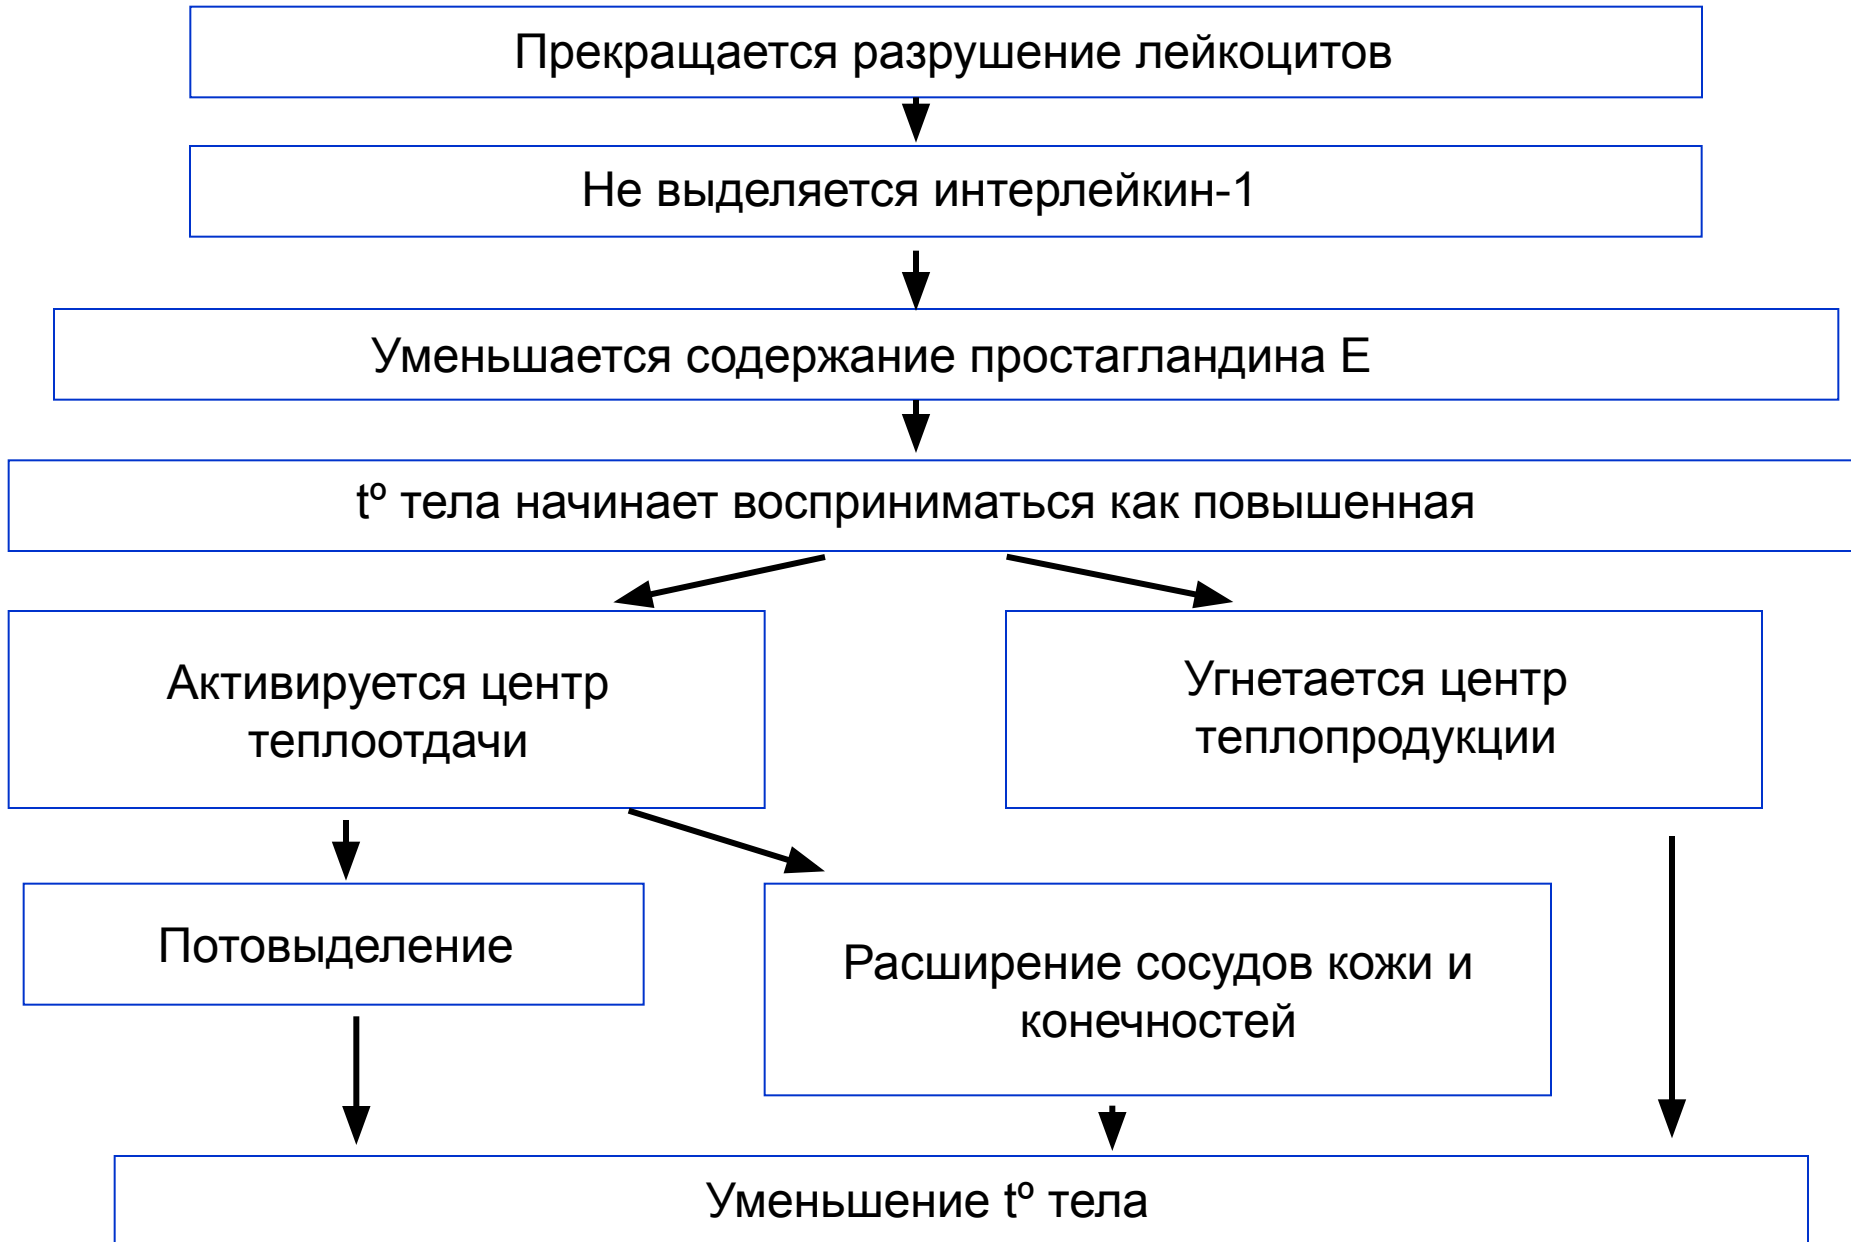 Прекращается разрушение лейкоцитов
Не выделяется интерлейкин-1
Уменьшается содержание простагландина Е
tº тела начинает восприниматься как повышенная
Активируется центр
теплоотдачи
Угнетается центр
теплопродукции
Потовыделение
Расширение сосудов кожи и
конечностей
Уменьшение tº тела